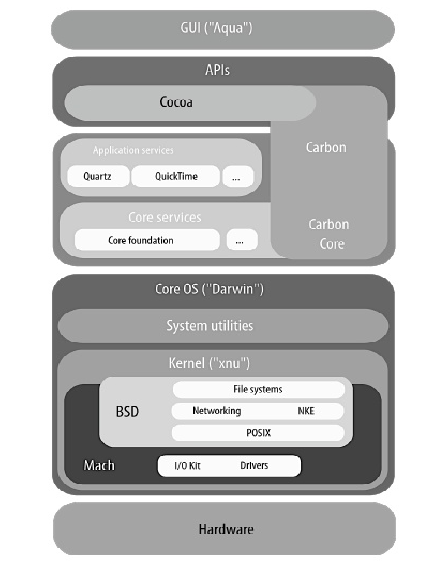 GUI ("Aqua")
APIs
Cocoa
Carbon
Application services
Quartz QuickTime ....
Core services
Core foundation ....
Carbon
Core
Core OS ("Darwin")
System utilities
Kernel ("xnu")
BSD
File systems
Networking NKE
POSIX
Mach
I/O Kit Drivers
Hardware